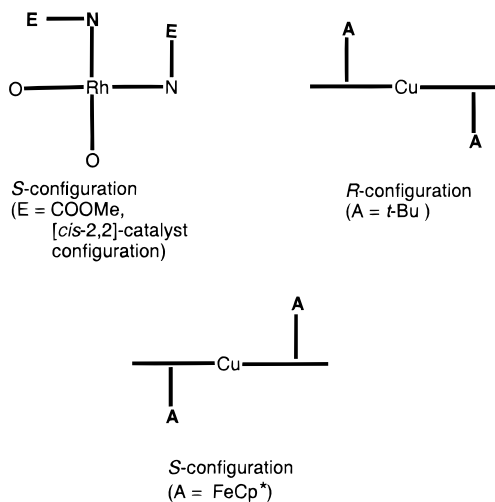 E N E
O Rh N
O
S-configuration
(E = COOMe,
[cis-2,2]-catalyst
configuration)
A
Cu
A
R-configuration
(A = t-Bu )
A
Cu
A
S-configuration
(A = FeCp*)